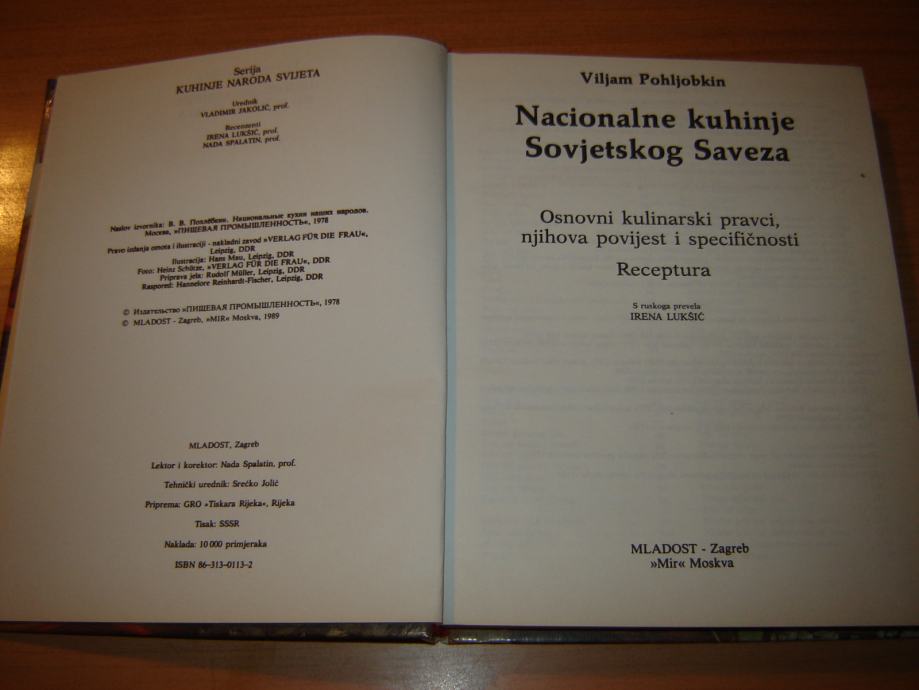 Serija
KUHINJE NARODA SVIJETA
Urednik
VLADIMIR JAKOLIĆ, prof.
Recenzenti
IRENA LUKŠIĆ, prof.
NADA SPALATIN, prof.
Naslov izvornika: В. В. Похлёбкин. Национальные кухни наших народов.
Москва, »ПИЩЕВАЯ ПРОМЫШЛЕННОСТЬ«, 1978
Pravo izdanja omota i ilustraciji - nakladni zavod »VERLAG FÜR DIE FRAU«,
Leipzig, DDR
Ilustracija: Hans Mau, Leipzig, DDR
Foto: Heinz Schütze, »VERLAG FÜR DIE FRAU«, DDR
Priprava jela: Rudolf Müller, Leipzig, DDR
Raspored: Hannelore Reinhardt-Fischer, Leipzig, DDR
© Издательство »ПИЩЕВАЯ ПРОМЫШЛЕННОСТЬ«, 1978
© MLADOST - Zagreb, »MIR« Moskva, 1989
MLADOST, Zagreb
Lektor i korektor: Nada Spalatin, prof.
Tehnički urednik: Srećko Jolić
Priprema: GRO »Tiskara Rijeka«, Rijeka
Tisak: SSSR
Naklada: 10 000 primjeraka
ISBN 86-313-0113-2
Viljam Pohljobkin
Nacionalne kuhinje
Sovjetskog Saveza
Osnovni kulinarski pravci,
njihova povijest i specifičnosti
Receptura
S ruskoga prevela
IRENA LUKŠIĆ
MLADOST - Zagreb
»Mir« Moskva